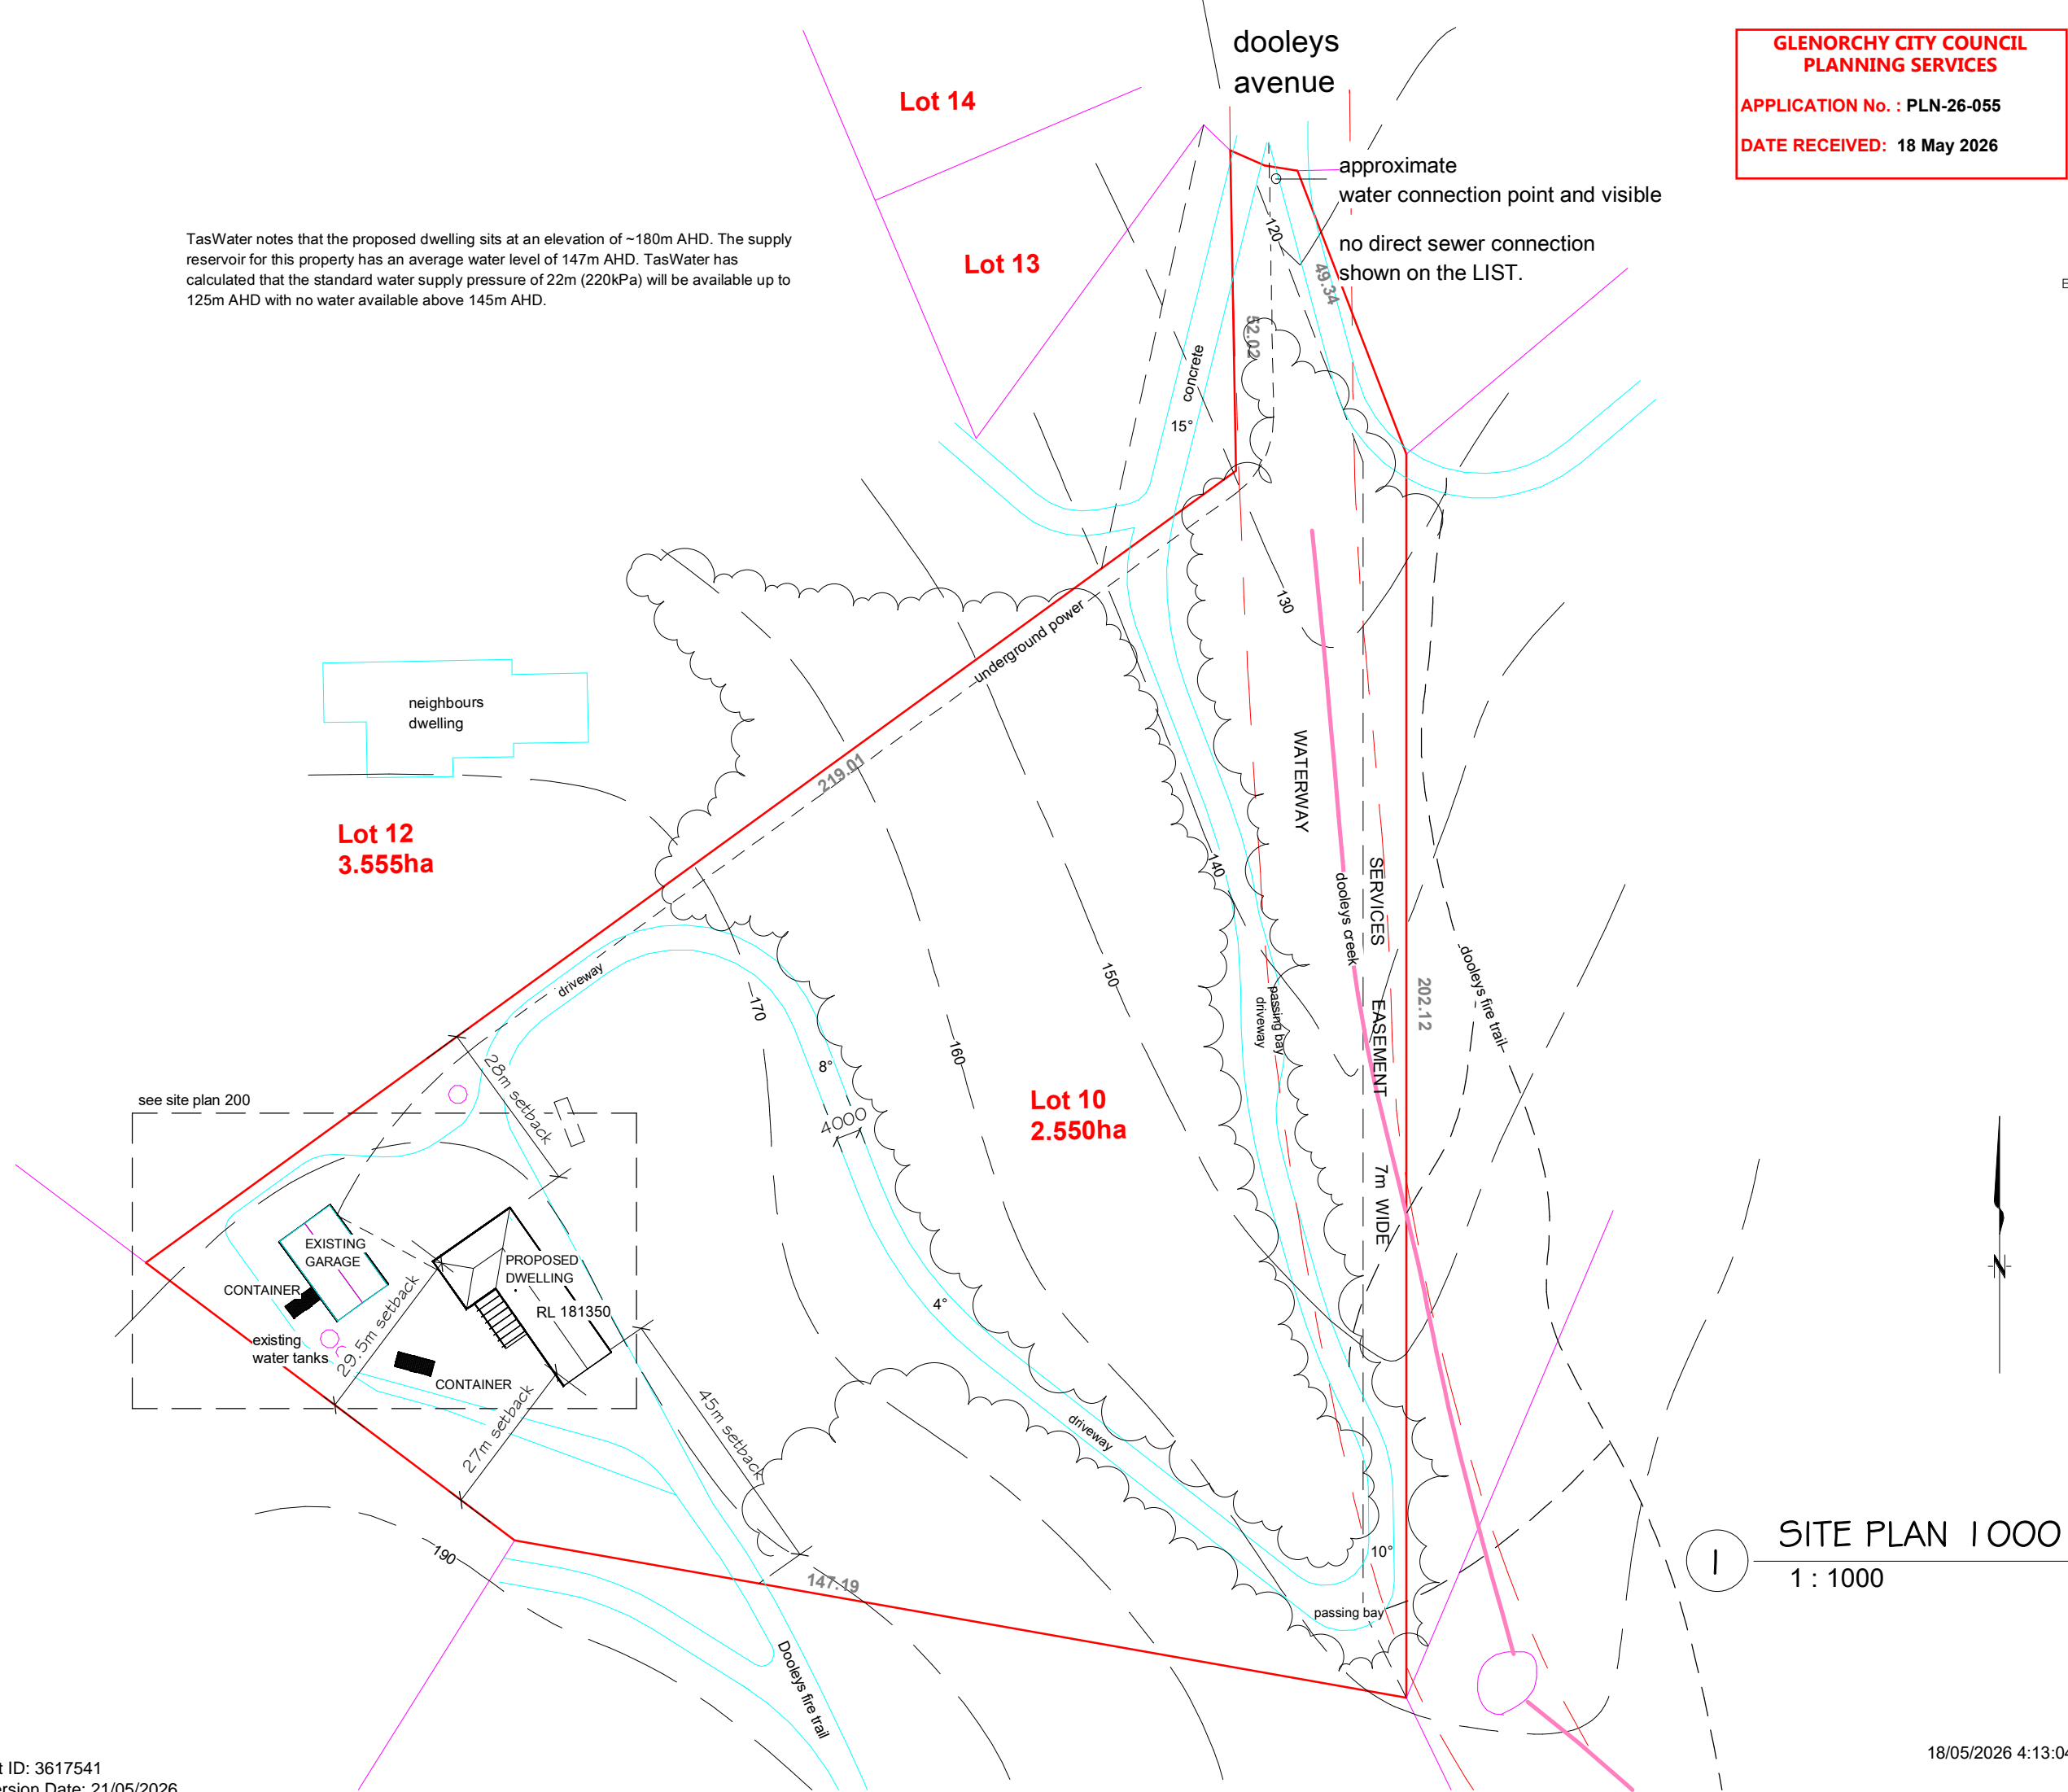 dooleys
avenue
GLENORCHY CITY COUNCIL
PLANNING SERVICES
APPLICATION No. : PLN-26-055
DATE RECEIVED: 18 May 2026
Lot 14
approximate
water connection point and visible
no direct sewer connection
shown on the LIST.
TasWater notes that the proposed dwelling sits at an elevation of ~180m AHD. The supply
reservoir for this property has an average water level of 147m AHD. TasWater has
calculated that the standard water supply pressure of 22m (220kPa) will be available up to
125m AHD with no water available above 145m AHD.
Lot 13
120
49.34
52.02
concrete
15°
130
underground power
neighbours
dwelling
WATERWAY
219.01
Lot 12
3.555ha
140
dooleys creek
SERVICES
EASEMENT
7m WIDE
202.12
dooleys fire trail
driveway
170
150
160
passing bay
driveway
8°
28m setback
4000
see site plan 200
Lot 10
2.550ha
EXISTING
GARAGE
CONTAINER
PROPOSED
DWELLING
RL 181350
4°
existing
water tanks
29.5m setback
CONTAINER
27m setback
45m setback
driveway
190
10°
147.19
passing bay
Dooleys fire trail
N
1
SITE PLAN 1000
1 : 1000
18/05/2026 4:13:04
t ID: 3617541
ersion Date: 21/05/2026